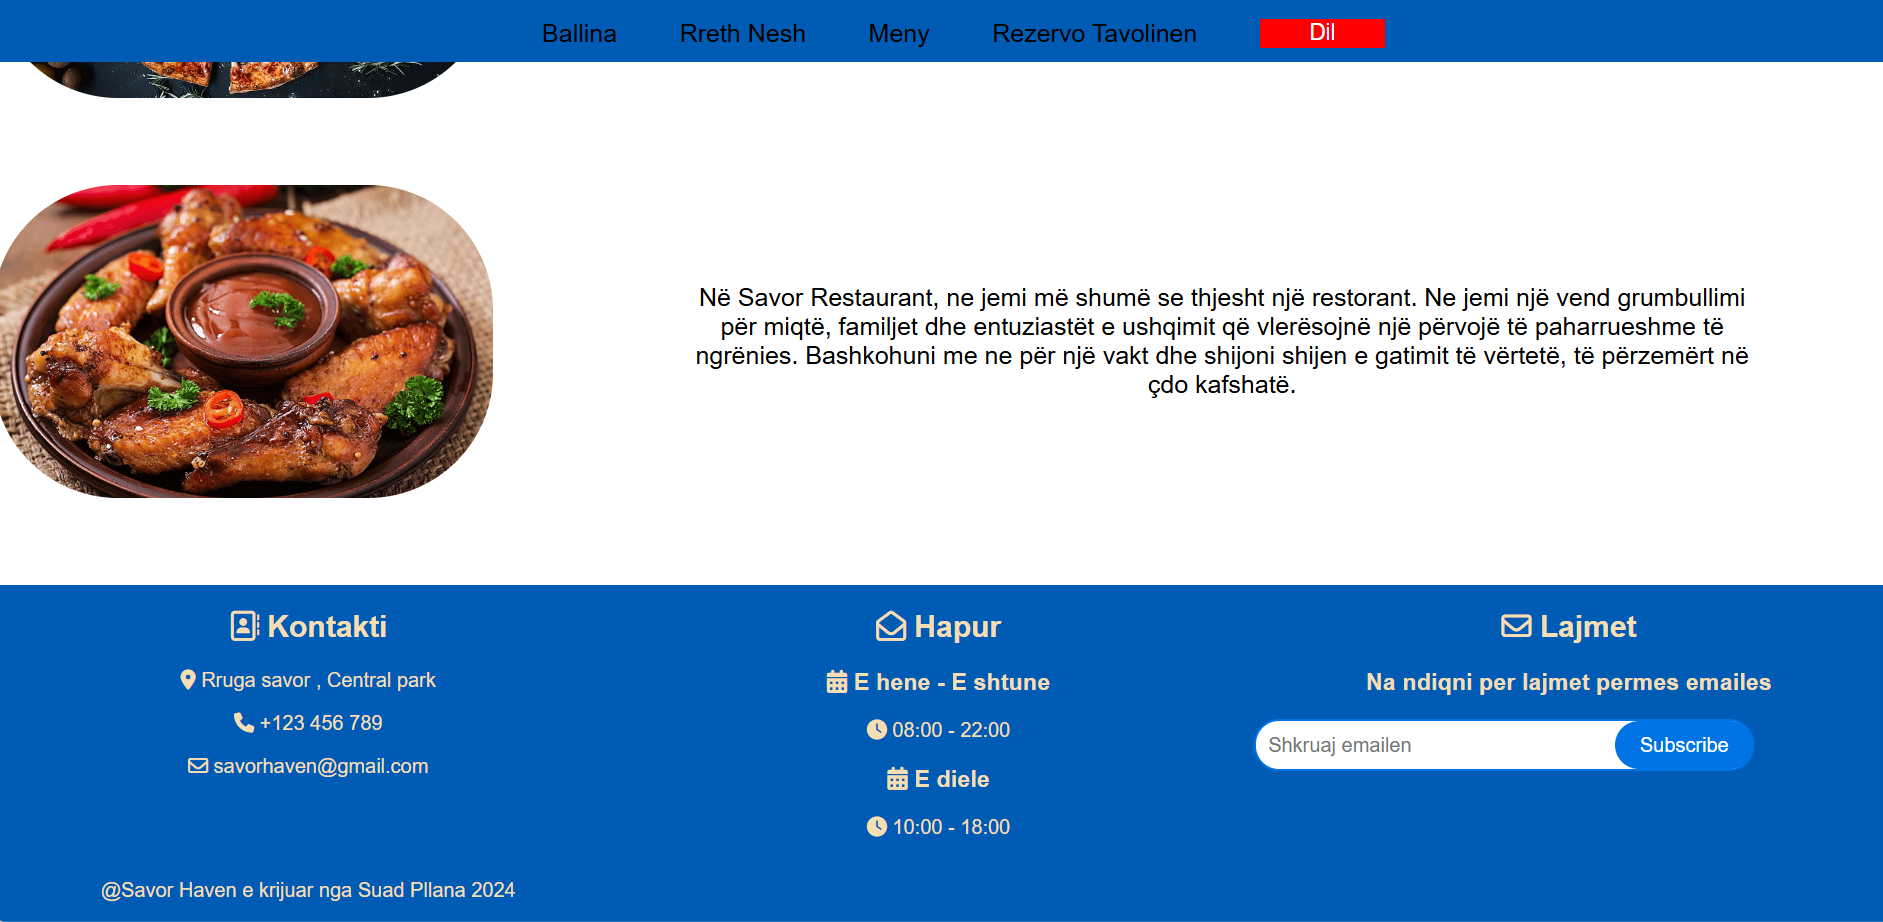 Ballina Rreth Nesh Meny Rezervo Tavolinen Dil
Në Savor Restaurant, ne jemi më shumë se thjesht një restorant. Ne jemi një vend grumbullimi
për miqtë, familjet dhe entuziastët e ushqimit që vlerësojnë një përvojë të paharrueshme të
ngrënies. Bashkohuni me ne për një vakt dhe shijoni shijen e gatimit të vërtetë, të përzemërt në
çdo kafshatë.
Kontakti
Rruga savor , Central park
+123 456 789
savorhaven@gmail.com
Hapur
E hene - E shtune
08:00 - 22:00
E diele
10:00 - 18:00
Lajmet
Na ndiqni per lajmet permes emailes
Shkruaj emailen Subscribe
@Savor Haven e krijuar nga Suad Pllana 2024